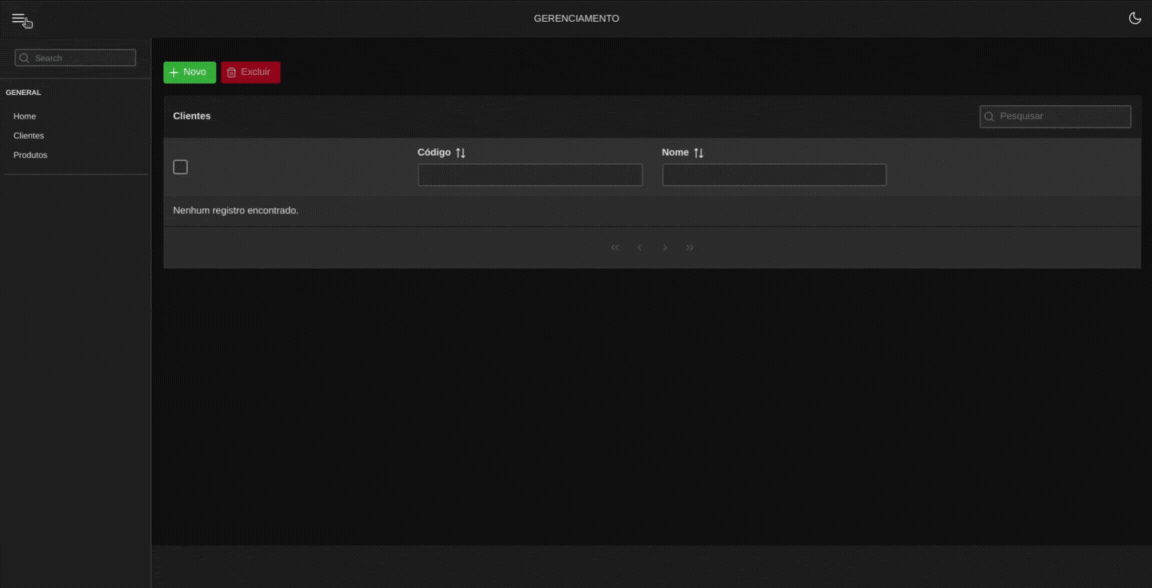 GERENCIAMENTO
Search
GENERAL
Home
Clientes
Produtos
Novo
Excluir
Clientes
Pesquisar
Código
Nome
Nenhum registro encontrado.